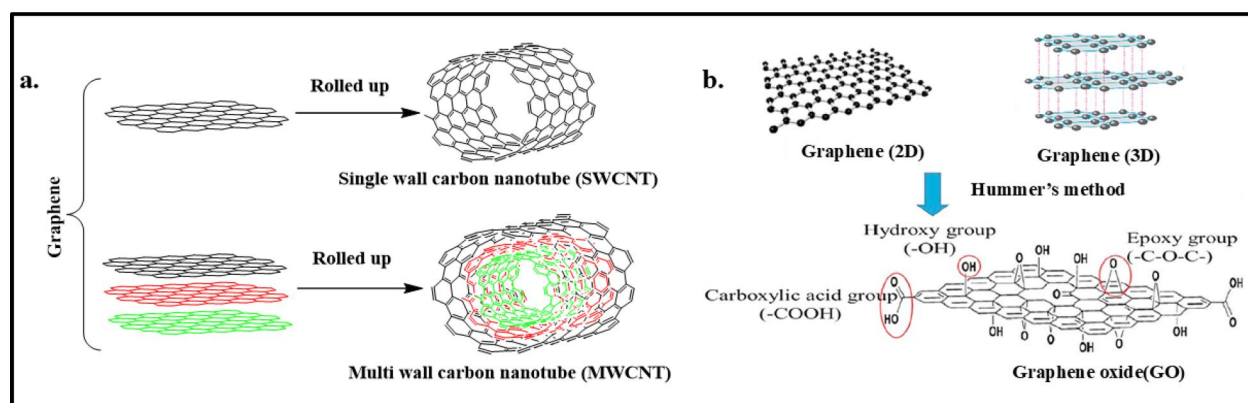 a.
Graphene
Rolled up
Single wall carbon nanotube (SWCNT)
Rolled up
Multi wall carbon nanotube (MWCNT)
b.
Graphene (2D)
Graphene (3D)
Hummer's method
Hydroxy group
(-OH)
Epoxy group
(-C-O-C-)
Carboxylic acid group
(-COOH)
OH
OH
O
OH
O
O
O
O
OH
O
HO
OH
O
O
OH
O
O
OH
Graphene oxide(GO)